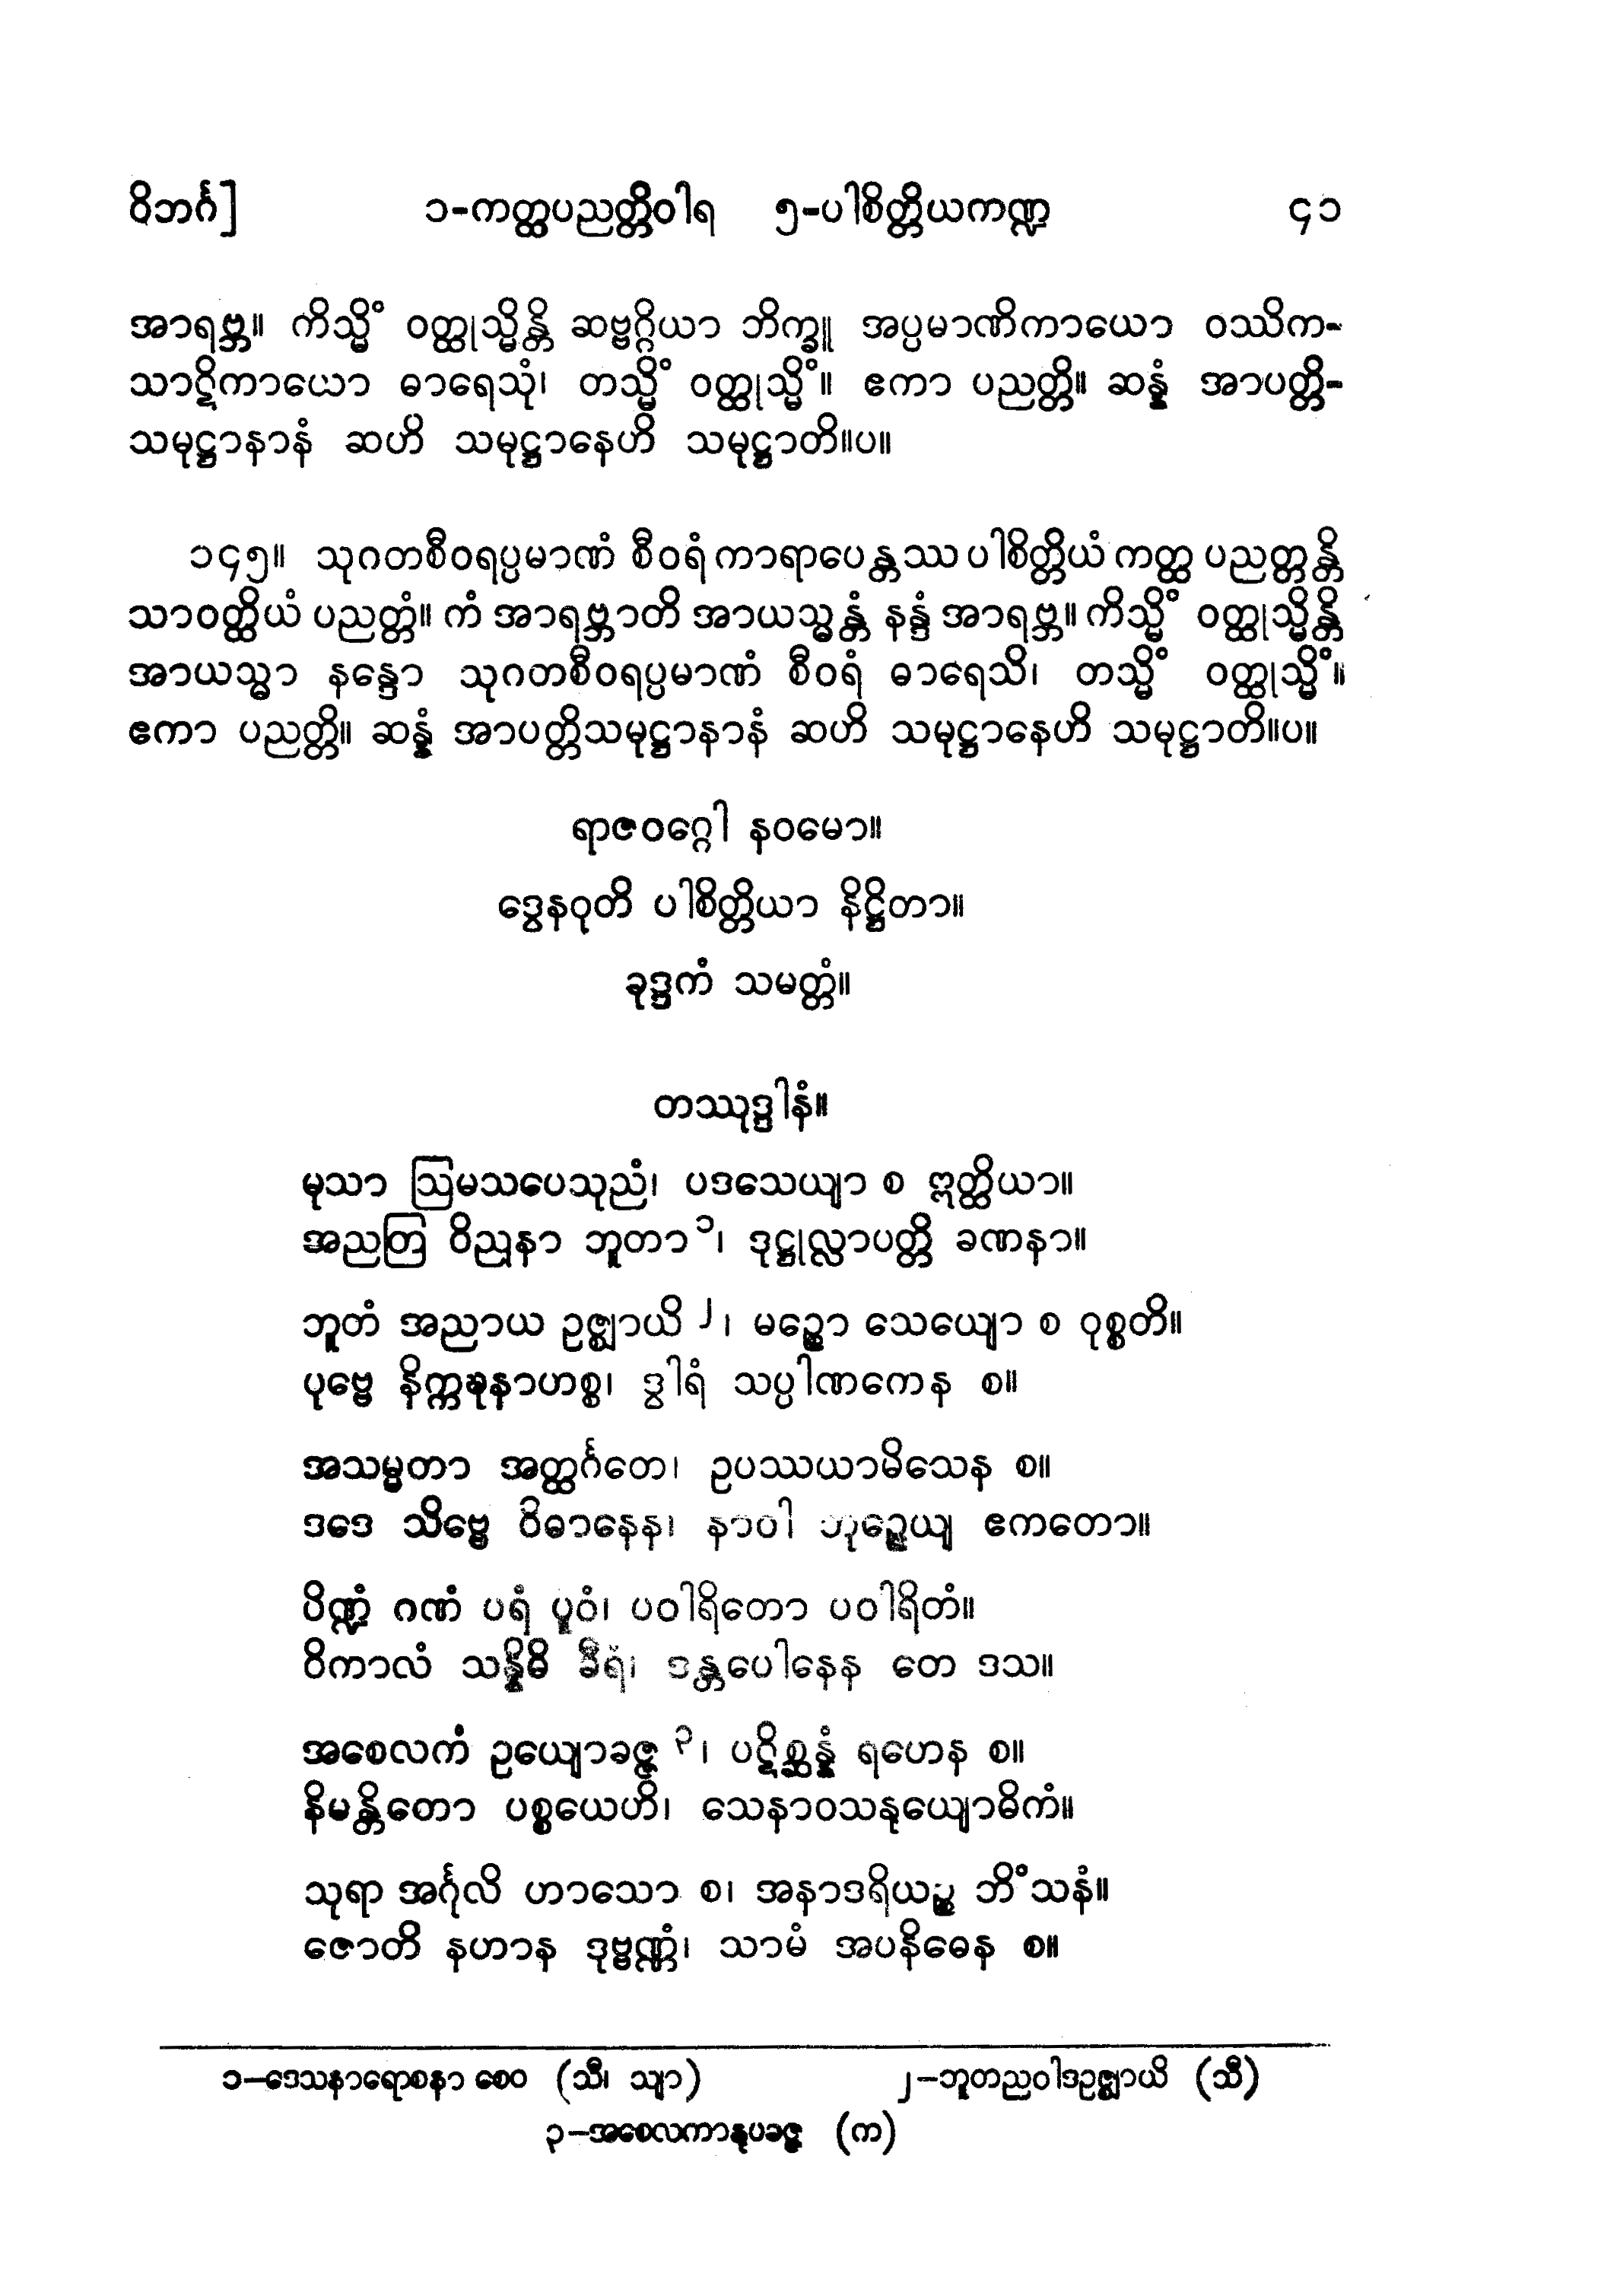 ဝိဘင်္ဂ] ၁-ကတ္ထပညတ္တိဝါရ ၅-ပါစိတ္တိယကဏ္ဍ ၄၁
အာရဗ္ဘ။ ကိသ္မိံ ဝတ္ထုသ္မိန္တိ ဆဗ္ဗဂ္ဂိယာ ဘိက္ခူ အပ္ပမာဏိကာယော ဝဿိက-
သာဋိကာယော ဓာရေသုံ၊ တသ္မိံ ဝတ္ထုသ္မိံ။ ဧကာ ပညတ္တိ။ ဆန္နံ အာပတ္တိ-
သမုဋ္ဌာနာနံ ဆဟိ သမုဋ္ဌာနေဟိ သမုဋ္ဌာတိ။ပ။
၁၄၅။ သုဂတစီဝရပ္ပမာဏံ စီဝရံ ကာရာပေန္တဿ ပါစိတ္တိယံ ကတ္ထ ပညတ္တန္တိ
သာဝတ္ထိယံ ပညတ္တံ။ ကံ အာရဗ္ဘာတိ အာယသ္မန္တံ နန္ဒံ အာရဗ္ဘ။ ကိသ္မိံ ဝတ္ထုသ္မိန္တိ
အာယသ္မာ နန္ဒော သုဂတစီဝရပ္ပမာဏံ စီဝရံ ဓာရေသိ၊ တသ္မိံ ဝတ္ထုသ္မိံ။
ဧကာ ပညတ္တိ။ ဆန္နံ အာပတ္တိသမုဋ္ဌာနာနံ ဆဟိ သမုဋ္ဌာနေဟိ သမုဋ္ဌာတိ။ပ။
ရာဇဝဂ္ဂေါ နဝမော။
ဒွေနဝုတိ ပါစိတ္တိယာ နိဋ္ဌိတာ။
ခုဒ္ဒကံ သမတ္တံ။
တဿုဒ္ဒါနံ။
မုသာ ဩမသပေသုညံ၊ ပဒသေယျာ စ ဣတ္ထိယာ။
အညတြ ဝိညုနာ ဘူတာ ၁၊ ဒုဋ္ဌုလ္လာပတ္တိ ခဏနာ။
ဘူတံ အညာယ ဥဇ္ဈာယိ ၂၊ မဉ္စော သေယျော စ ဝုစ္စတိ။
ပုဗ္ဗေ နိက္ကဍ္ဎနာဟစ္စ၊ ဒွါရံ သပ္ပါဏကေန စ။
အသမ္မတာ အတ္ထင်္ဂတေ၊ ဥပဿယာမိသေန စ။
ဒဒေ သိဗ္ဗေ ဝိဓာနေန၊ နာဝါ ဘုဉ္ဇေယျ ဧကတော။
ပိဏ္ဍံ ဂဏံ ပရံ ပူဝံ၊ ပဝါရိတော ပဝါရိတံ။
ဝိကာလံ သန္နိဓိ ခီရံ၊ ဒန္တပေါနေန တေ ဒသ။
အစေလကံ ဥယျောခဇ္ဇ ၃၊ ပဋိစ္ဆန္နံ ရဟေန စ။
နိမန္တိတော ပစ္စယေဟိ၊ သေနာဝသနုယျောဓိကံ။
သုရာ အင်္ဂုလိ ဟာသော စ၊ အနာဒရိယဉ္စ ဘိံသနံ။
ဇောတိ နဟာန ဒုဗ္ဗဏ္ဏံ၊ သာမံ အပနိဓေန စ။
၁–ဒေသနာရောစနာ စေဝ (သီ၊ သျာ) ၂–ဘူတညဝါဒဥဇ္ဈာယိ (သီ)
၃–အစေလကာနုပခဇ္ဇ (က)